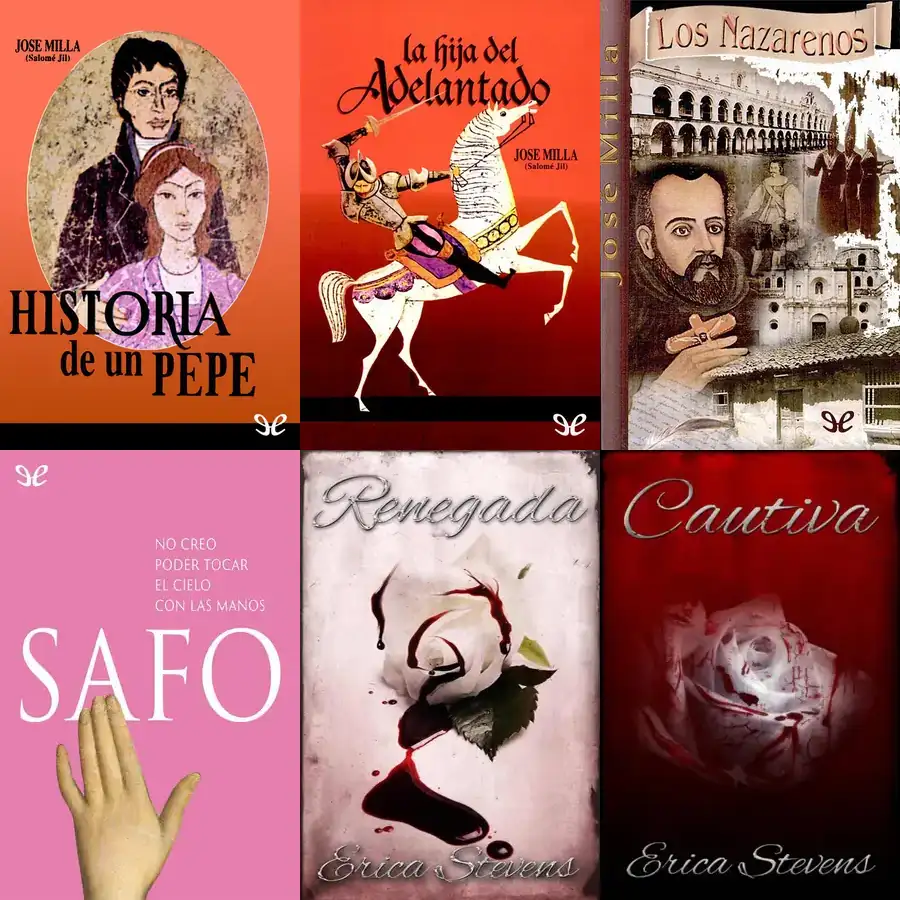 JOSE MILLA
(Salomé Jil)
HISTORIA
de un PEPE
la hija del
Adelantado
JOSE MILLA
(Salomé Jil)
Los Nazarenos
Jose Milla
NO CREO
PODER TOCAR
EL CIELO
CON LAS MANOS
SAFO
Renegada
Erica Stevens
Cautiva
Erica Stevens